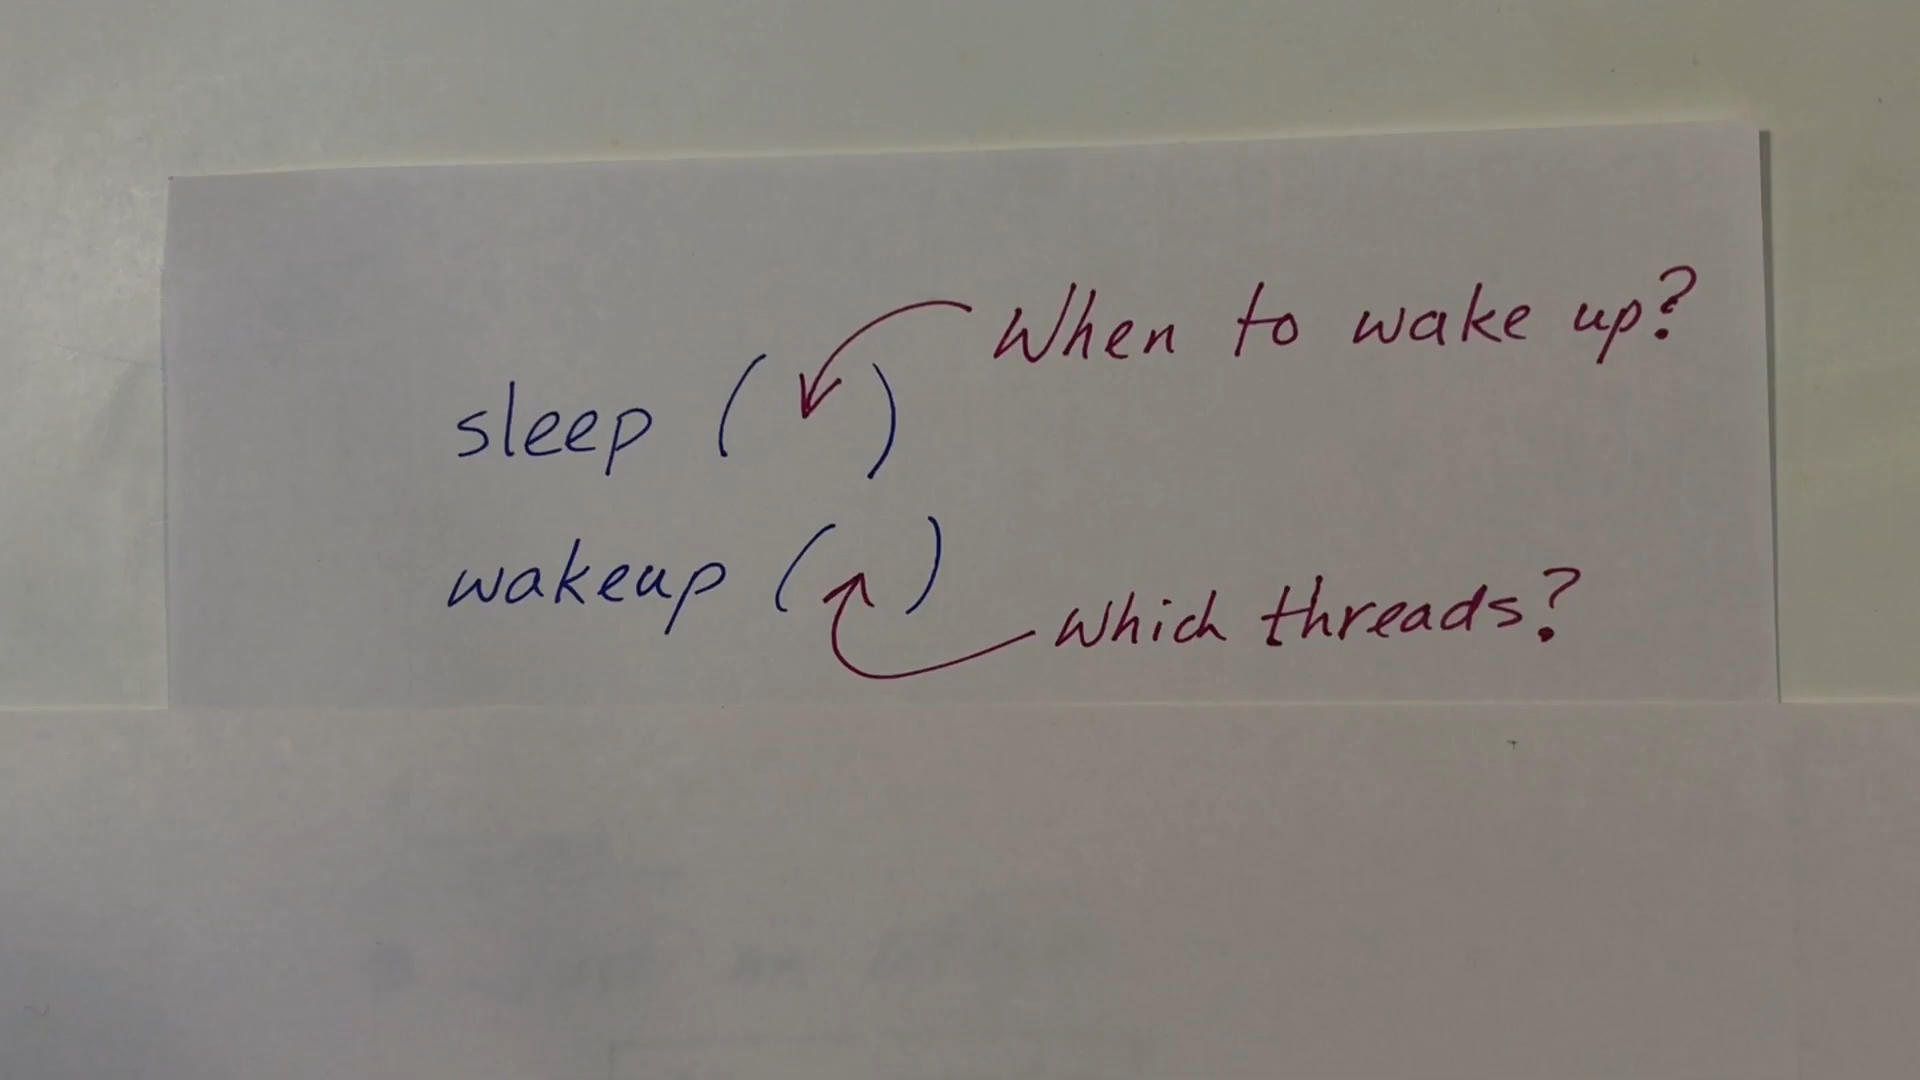 When to wake up?
sleep ( )
wakeup ( )
Which threads?